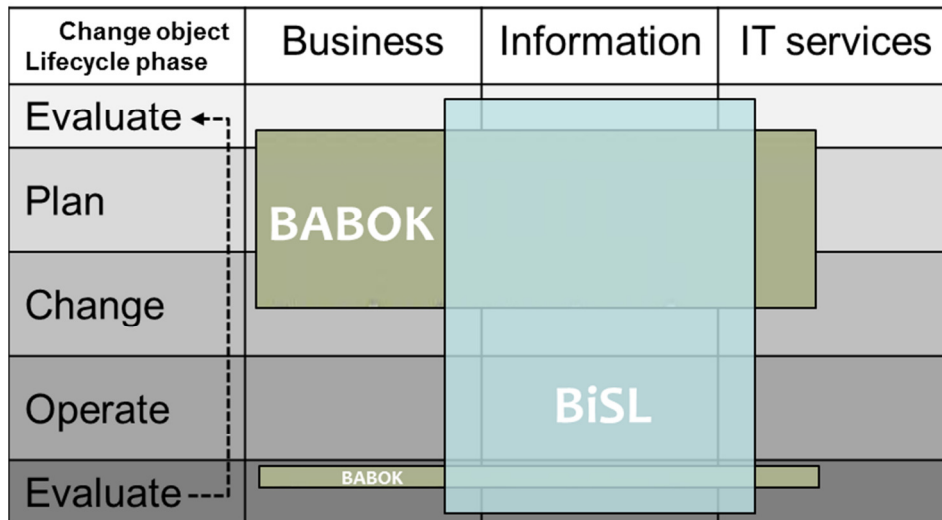 Change object
Lifecycle phase
Business
Information
IT services
Evaluate
Plan
BABOK
Change
Operate
BiSL
Evaluate
BABOK